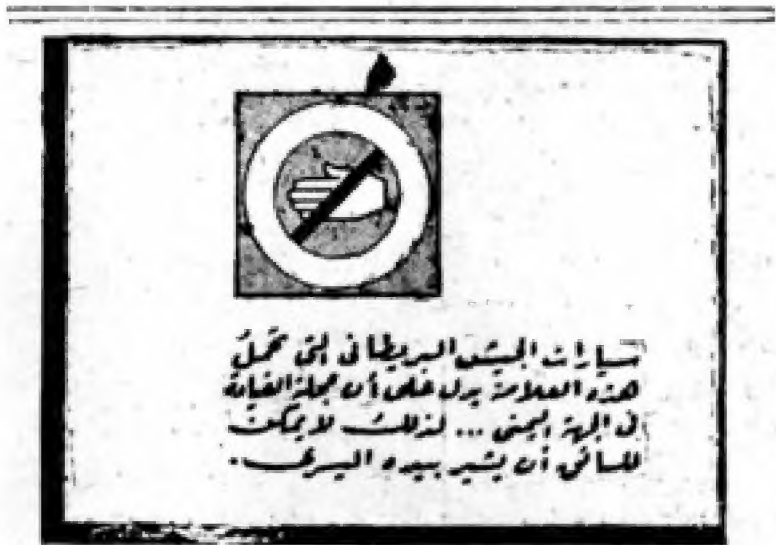 سيارات الجيش البريطاني التي تحمل
هذه العلامة يدل على أن عجلة القيادة
في الجهة اليمنى ... لذلك لا يمكن
للسائق أن يشير بيده اليسرى.